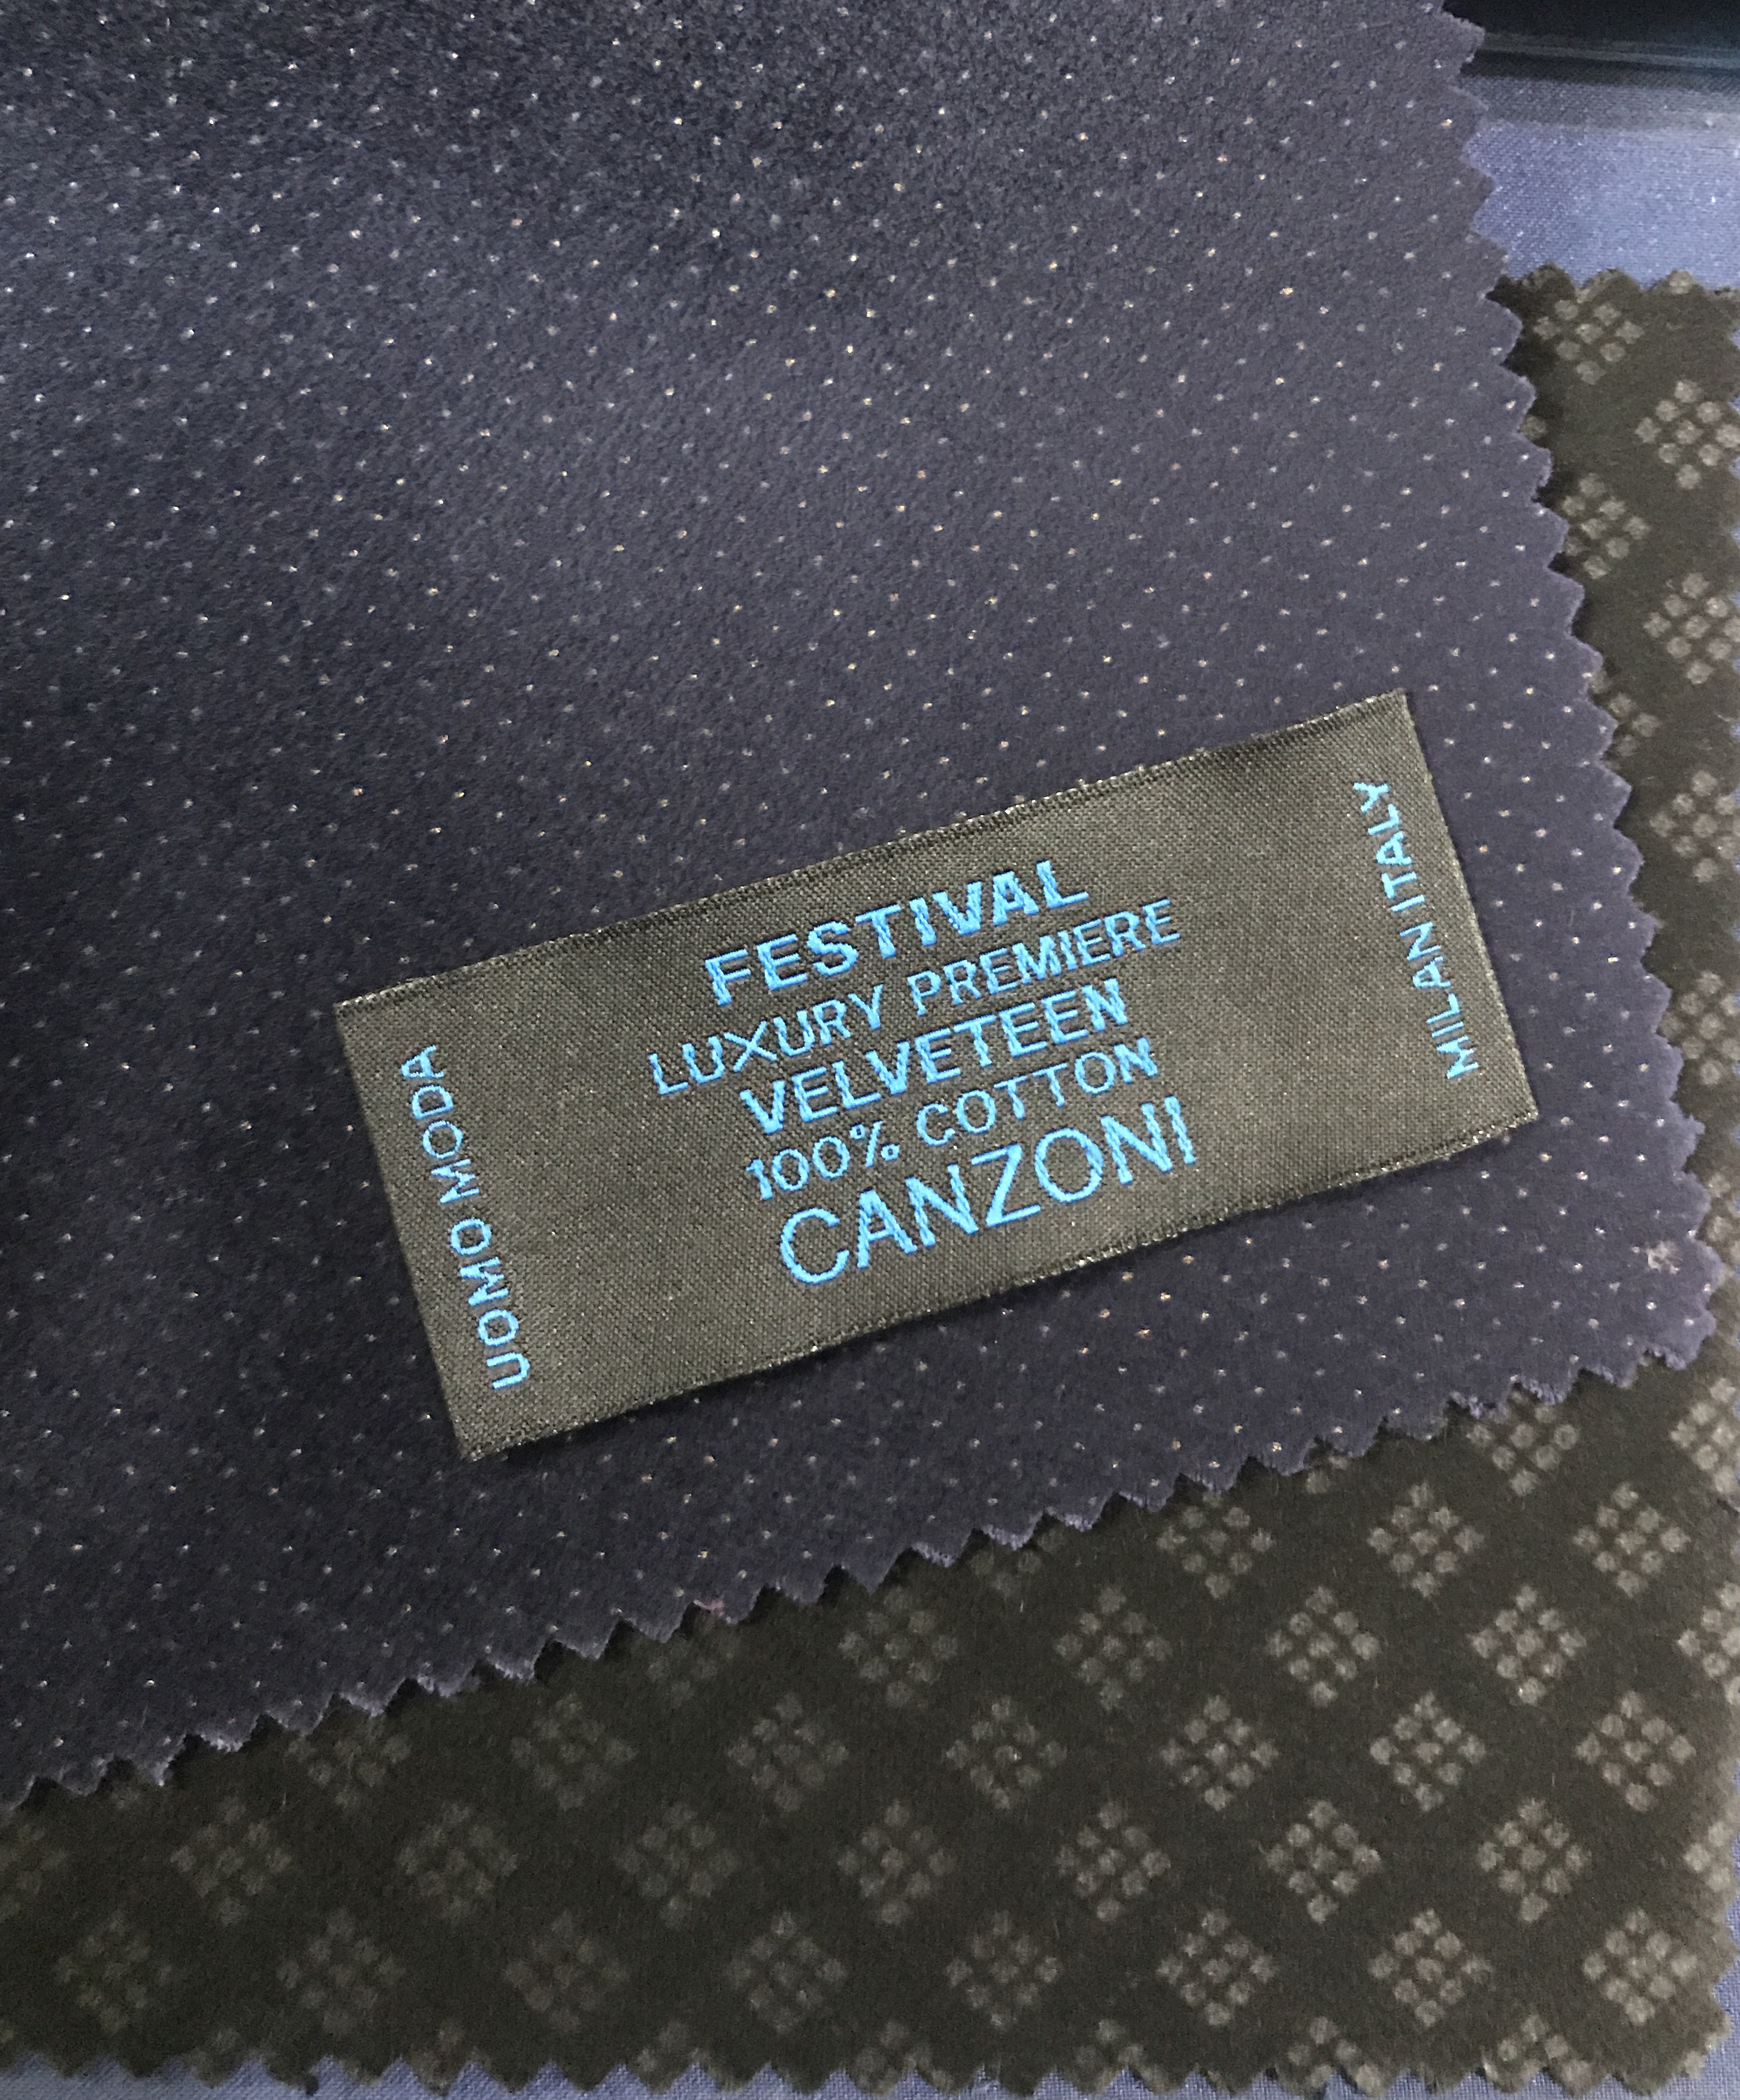 UOMO MODA
FESTIVAL
LUXURY PREMIERE
VELVETEEN
100% COTTON
CANZONI
MILAN ITALY